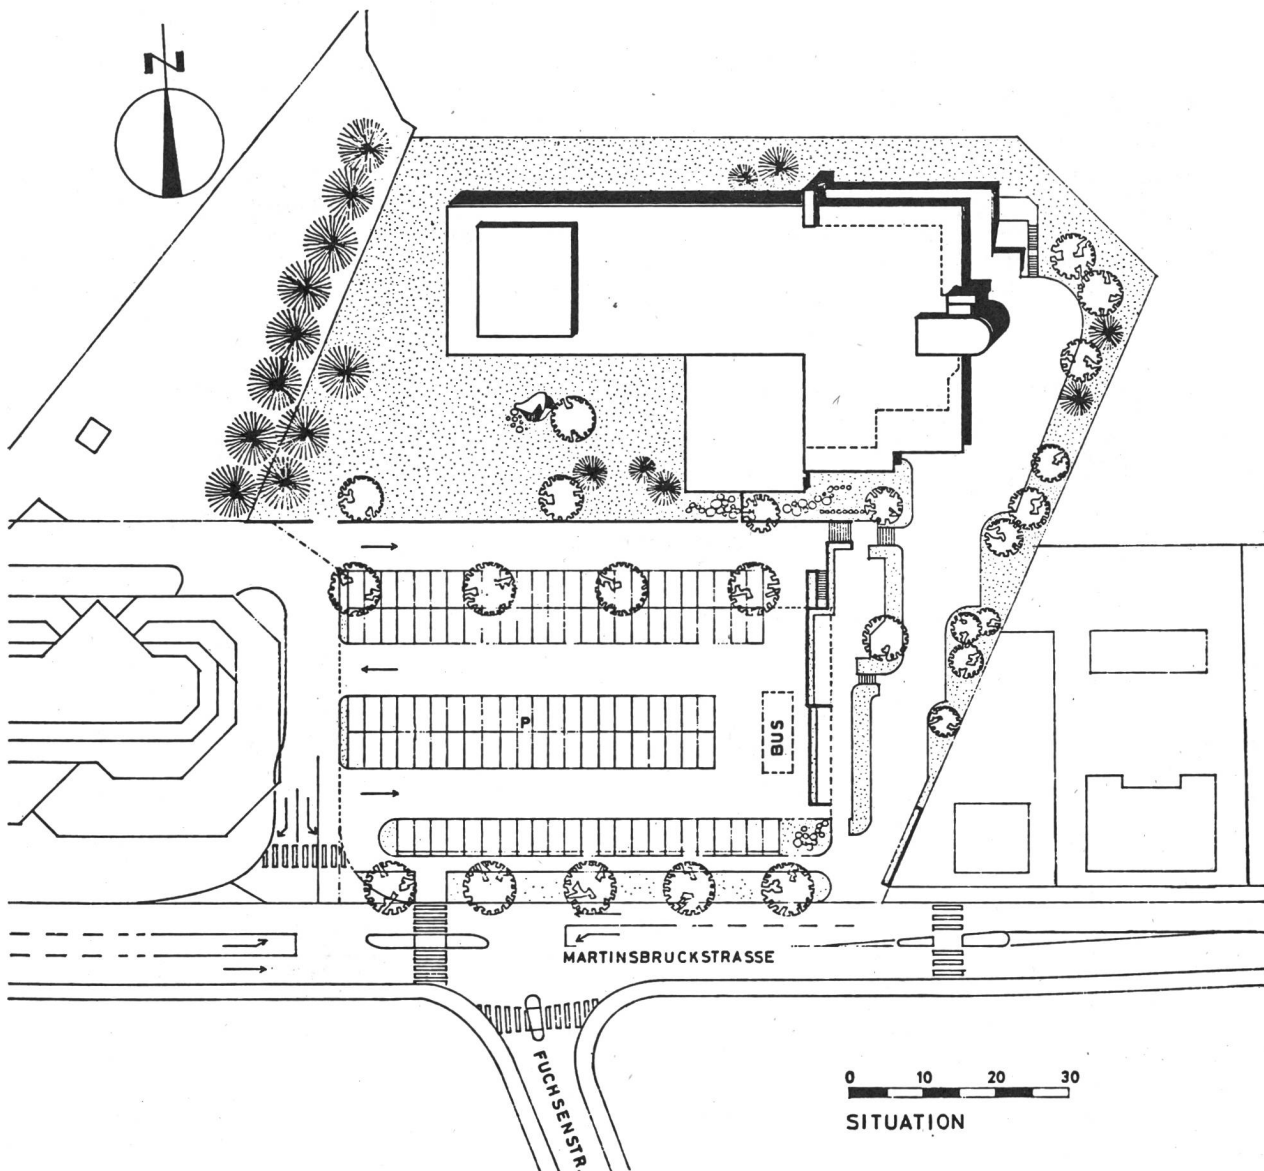 N
P
BUS
MARTINSBRUCKSTRASSE
FUCHSENSTR.
0 10 20 30
SITUATION